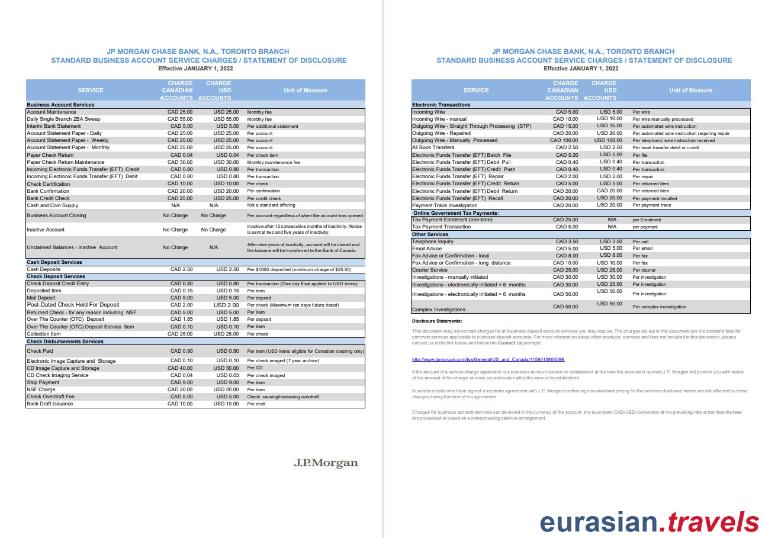 JP MORGAN CHASE BANK, N.A., TORONTO BRANCH
STANDARD BUSINESS ACCOUNT SERVICE CHARGES / STATEMENT OF DISCLOSURE
Effective JANUARY 1, 2022
SERVICE CHARGE CANADIAN ACCOUNTS CHARGE USD ACCOUNTS Unit of Measure
Business Account Services
Account Maintenance CAD 25.00 USD 25.00 Monthly fee
Daily Single Branch ZBA Sweep CAD 55.00 USD 55.00 Monthly fee
Interim Bank Statement CAD 5.00 USD 5.00 Per additional statement
Account Statement Paper - Daily CAD 25.00 USD 25.00 Per account
Account Statement Paper - Weekly CAD 25.00 USD 25.00 Per account
Account Statement Paper - Monthly CAD 25.00 USD 25.00 Per account
Paper Check Return CAD 0.04 USD 0.04 Per check item
Paper Check Return Maintenance CAD 30.00 USD 30.00 Monthly maintenance fee
Incoming Electronic Funds Transfer (EFT) Credit CAD 0.80 USD 0.80 Per transaction
Incoming Electronic Funds Transfer (EFT) Debit CAD 0.80 USD 0.80 Per transaction
Check Certification CAD 10.00 USD 10.00 Per check
Bank Confirmation CAD 20.00 USD 20.00 Per confirmation
Bank Credit Check CAD 25.00 USD 25.00 Per credit check
Cash and Coin Supply N/A N/A Not a standard offering
Business Account Closing No Charge No Charge Per account regardless of when the account was opened
Inactive Account No Charge No Charge Inactive after 12 consecutive months of inactivity. Notice
is sent at two and five years of inactivity.
Unclaimed Balances - Inactive Account No Charge No Charge After nine years of inactivity, account will be closed and
the balance will be transferred to the Bank of Canada.
Cash Deposit Services
Cash Deposits CAD 2.50 USD 2.50 Per $1000 deposited (minimum charge of $25.00)
Check Deposit Services
Check Deposit Credit Entry CAD 0.80 USD 0.80 Per transaction (One day float applied to USD items)
Deposited Item CAD 0.15 USD 0.15 Per item
Mail Deposit CAD 5.00 USD 5.00 Per deposit
Post-Dated Check Held For Deposit CAD 2.00 USD 2.00 Per check (Maximum ten days future dated)
Returned Check - for any reason including NSF CAD 5.00 USD 5.00 Per item
Over The Counter (OTC) Deposit CAD 1.85 USD 1.85 Per deposit
Over The Counter (OTC) Deposit Service Item CAD 0.10 USD 0.10 Per item
Collection Item CAD 25.00 USD 25.00 Per check
Check Disbursements Services
Check Paid CAD 0.90 USD 0.90 Per item (USD items eligible for Canadian clearing only)
Electronic Image Capture and Storage CAD 0.10 USD 0.10 Per check imaged (7 year archive)
CD Image Capture and Storage CAD 40.00 USD 30.00 Per CD
CD Check Imaging Service CAD 0.04 USD 0.03 Per check imaged
Stop Payment CAD 9.00 USD 9.00 Per item
NSF Charge CAD 20.00 USD 20.00 Per item
Check Overdraft Fee CAD 5.00 USD 5.00 Check causing/increasing overdraft
Bank Draft Issuance CAD 10.00 USD 10.00 Per draft
J.P.Morgan
JP MORGAN CHASE BANK, N.A., TORONTO BRANCH
STANDARD BUSINESS ACCOUNT SERVICE CHARGES / STATEMENT OF DISCLOSURE
Effective JANUARY 1, 2022
SERVICE CHARGE CANADIAN ACCOUNTS CHARGE USD ACCOUNTS Unit of Measure
Electronic Transactions
Incoming Wire CAD 5.00 USD 5.00 Per wire
Incoming Wire - manual CAD 10.00 USD 10.00 Per wire manually processed
Outgoing Wire - Straight Through Processing (STP) CAD 15.00 USD 15.00 Per automated wire instruction
Outgoing Wire - Repaired CAD 20.00 USD 20.00 Per automated wire instruction requiring repair
Outgoing Wire - Manually Processed CAD 100.00 USD 100.00 Per telephone wire instruction received
All Book Transfers CAD 2.50 USD 2.50 Per book transfer debit or credit
Electronic Funds Transfer (EFT) Batch File CAD 5.00 USD 5.00 Per file
Electronic Funds Transfer (EFT) Debit Pull CAD 0.40 USD 0.40 Per transaction
Electronic Funds Transfer (EFT) Credit Push CAD 0.40 USD 0.40 Per transaction
Electronic Funds Transfer (EFT) Repair CAD 2.00 USD 2.00 Per repair
Electronic Funds Transfer (EFT) Credit Return CAD 5.00 USD 5.00 Per returned item
Electronic Funds Transfer (EFT) Debit Return CAD 20.00 USD 20.00 Per returned item
Electronic Funds Transfer (EFT) Recall CAD 20.00 USD 20.00 Per payment recalled
Payment Trace Investigation CAD 20.00 USD 20.00 Per payment trace
Online Government Tax Payments:
Tax Payment Enrolment (one-time) CAD 25.00 N/A per Enrolment
Tax Payment Transaction CAD 5.00 N/A per payment
Other Services
Telephone Inquiry CAD 3.50 USD 3.50 Per call
Email Advice CAD 5.00 USD 5.00 Per email
Fax Advice or Confirmation - local CAD 8.00 USD 8.00 Per fax
Fax Advice or Confirmation - long distance CAD 10.00 USD 10.00 Per fax
Courier Service CAD 25.00 USD 25.00 Per courier
Investigations - manually initiated CAD 30.00 USD 30.00 Per investigation
Investigations - electronically initiated < 6 months CAD 30.00 USD 30.00 Per investigation
Investigations - electronically initiated > 6 months CAD 50.00 USD 50.00 Per investigation
Complex Investigations CAD 50.00 USD 50.00 Per complex investigation
Disclosure Statements:
This document may not contain charges for all business deposit account services you may require. The charges set out in this document are the standard fees for
common services applicable to business deposit accounts. For more information about other products, services and fees not included in this document, please
contact us at the link below and follow the Contact Us prompts:
If the amount of a service charge applicable to a business account cannot be established at the time the account is opened J.P. Morgan will provide you with notice
of the amount of the charge as soon as practicable after the amount is established.
Business clients who have signed a separate agreement with J.P. Morgan confirming non-standard pricing for the services disclosed herein are not affected by these
charges during the term of the agreement.
Charges for business account services can be levied in the currency of the account, the equivalent CAD/USD conversion at the prevailing rate at the time the fees
are processed or based on a compensating balance arrangement.
eurasian.travels